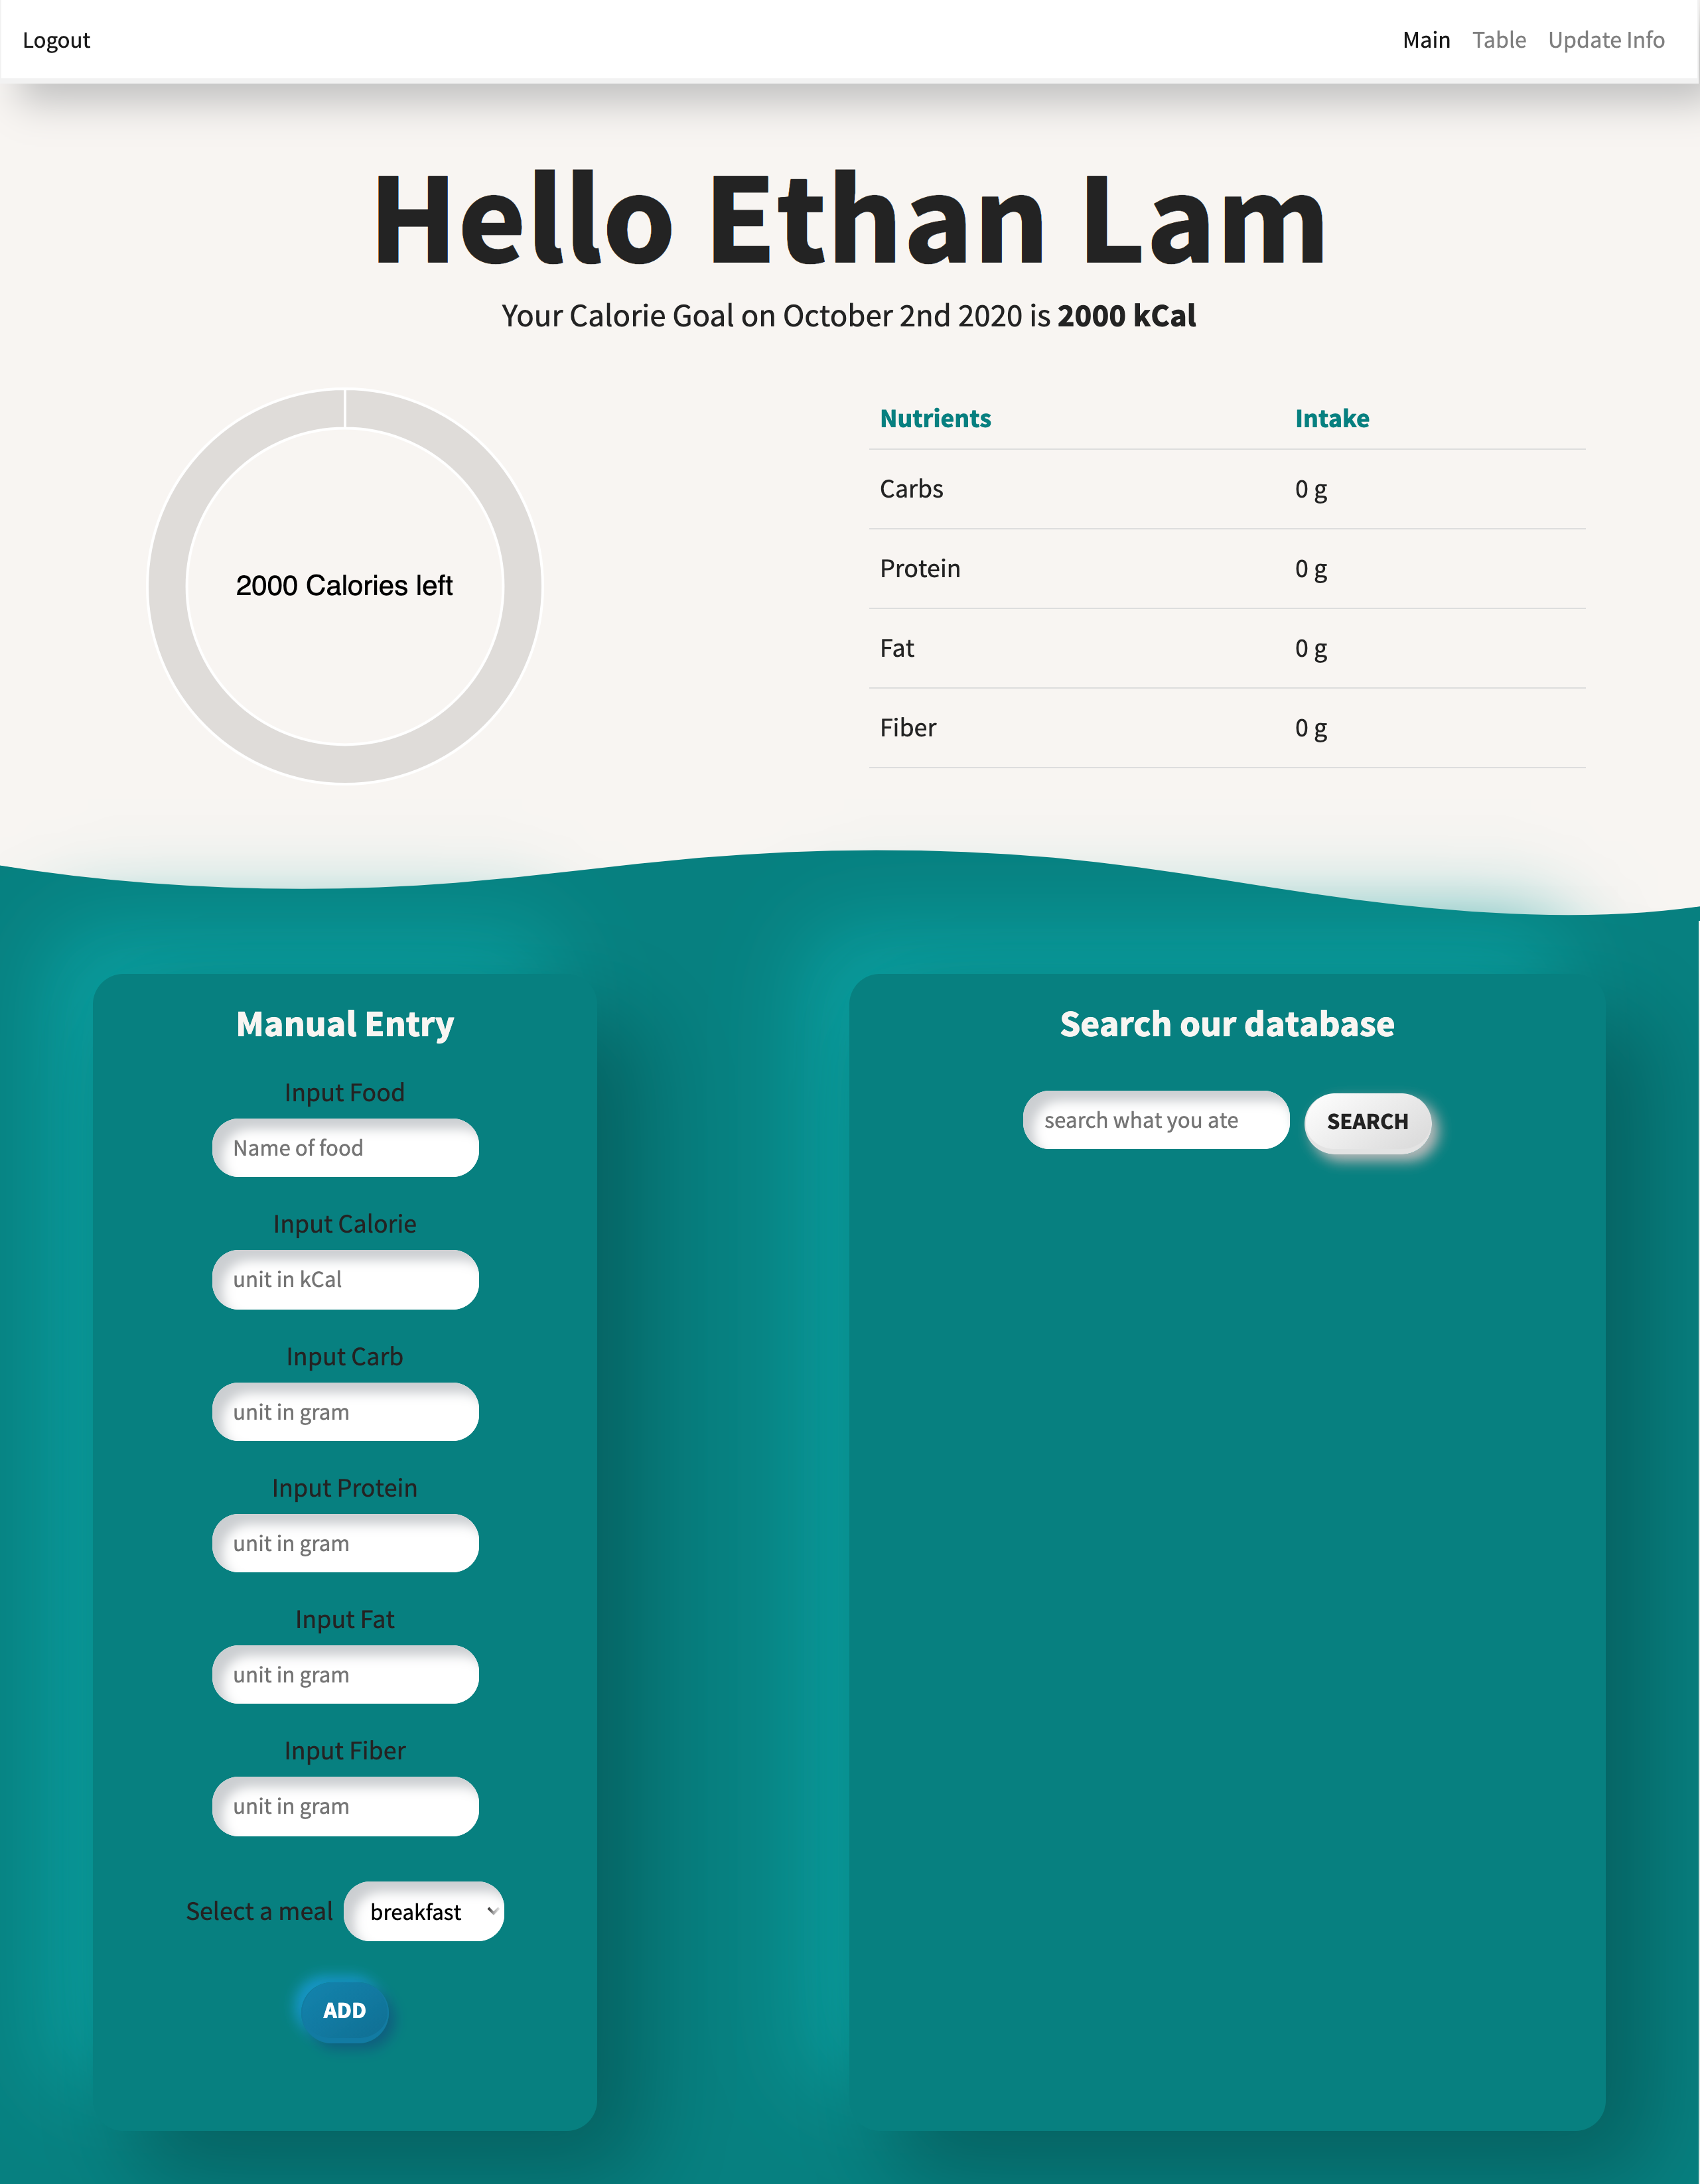 Logout
Main Table Update Info
Hello Ethan Lam
Your Calorie Goal on October 2nd 2020 is 2000 kCal
2000 Calories left
Nutrients Intake
Carbs 0 g
Protein 0 g
Fat 0 g
Fiber 0 g
Manual Entry
Input Food
Name of food
Input Calorie
unit in kCal
Input Carb
unit in gram
Input Protein
unit in gram
Input Fat
unit in gram
Input Fiber
unit in gram
Select a meal breakfast
ADD
Search our database
search what you ate SEARCH